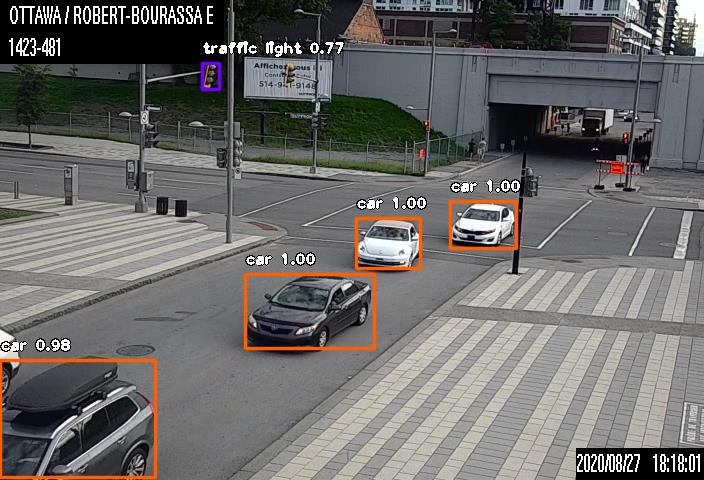 OTTAWA / ROBERT-BOURASSA E
1423-481
traffic light 0.77
Affichez
514-9 9148
car 1.00
car 1.00
car 1.00
car 0.98
2020/08/27 18:18:01